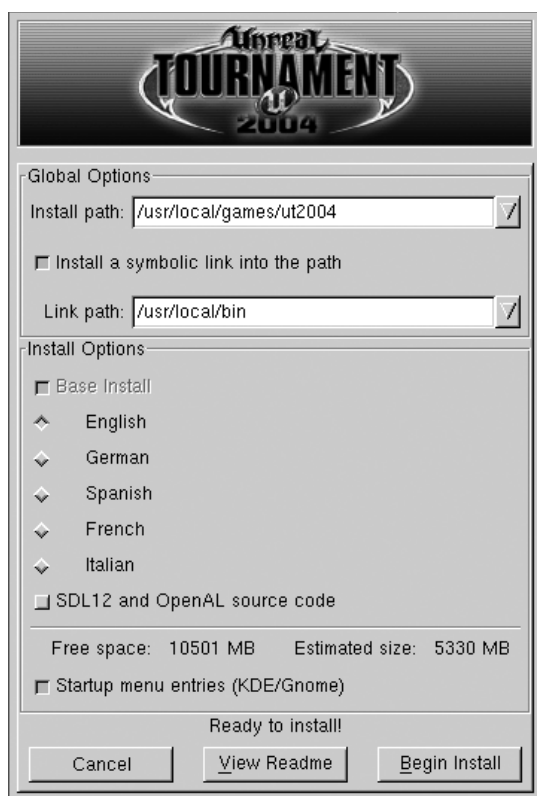 Unreal
TOURNAMENT
2004
Global Options
Install path: /usr/local/games/ut2004
Install a symbolic link into the path
Link path: /usr/local/bin
Install Options
Base Install
English
German
Spanish
French
Italian
SDL12 and OpenAL source code
Free space: 10501 MB Estimated size: 5330 MB
Startup menu entries (KDE/Gnome)
Ready to install!
Cancel View Readme Begin Install